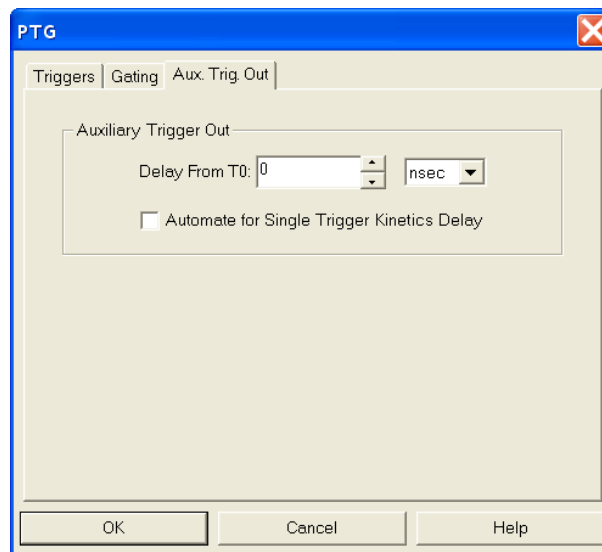 PTG
Triggers Gating Aux. Trig. Out
Auxiliary Trigger Out
Delay From T0: 0 nsec
Automate for Single Trigger Kinetics Delay
OK Cancel Help